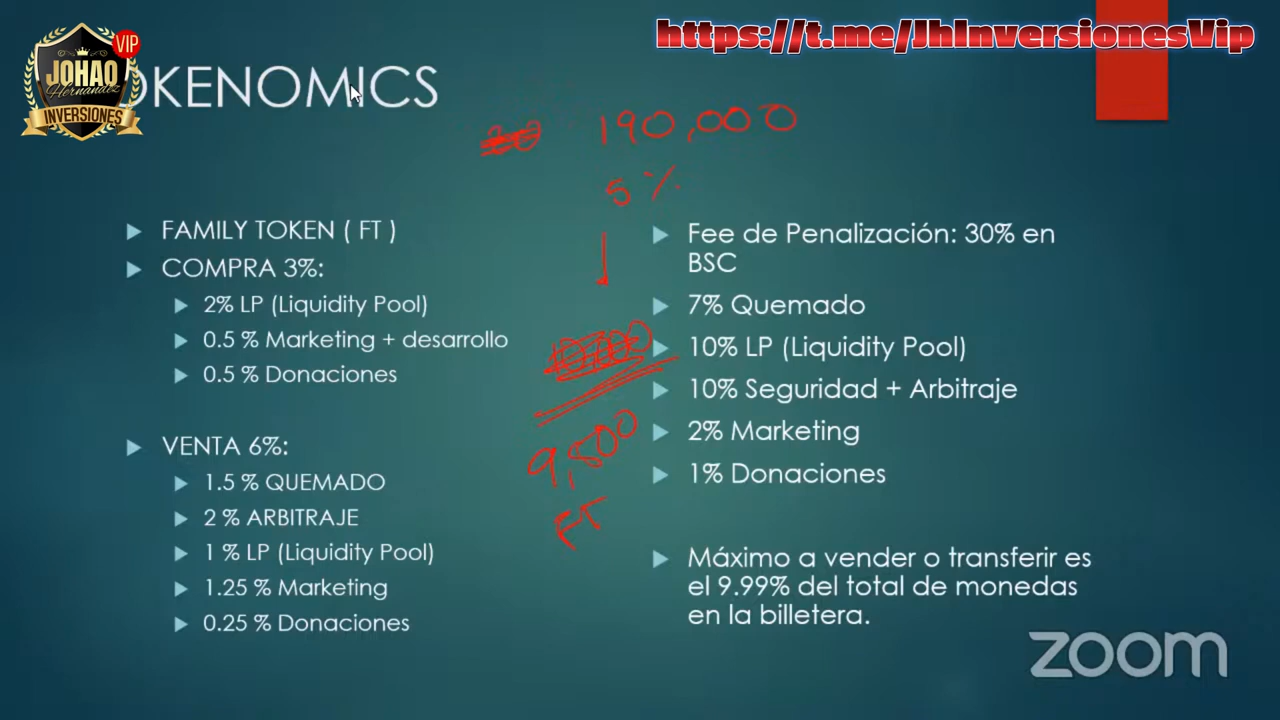 https://t.me/JhInversionesVip
VIP
JOHAO
Hernandez
INVERSIONES
OKENOMICS
190,000
5%
FAMILY TOKEN ( FT )
COMPRA 3%:
2% LP (Liquidity Pool)
0.5 % Marketing + desarrollo
0.5 % Donaciones
VENTA 6%:
1.5 % QUEMADO
2 % ARBITRAJE
1 % LP (Liquidity Pool)
1.25 % Marketing
0.25 % Donaciones
9,500
FT
Fee de Penalización: 30% en
BSC
7% Quemado
10% LP (Liquidity Pool)
10% Seguridad + Arbitraje
2% Marketing
1% Donaciones
Máximo a vender o transferir es
el 9.99% del total de monedas
en la billetera.
zoom